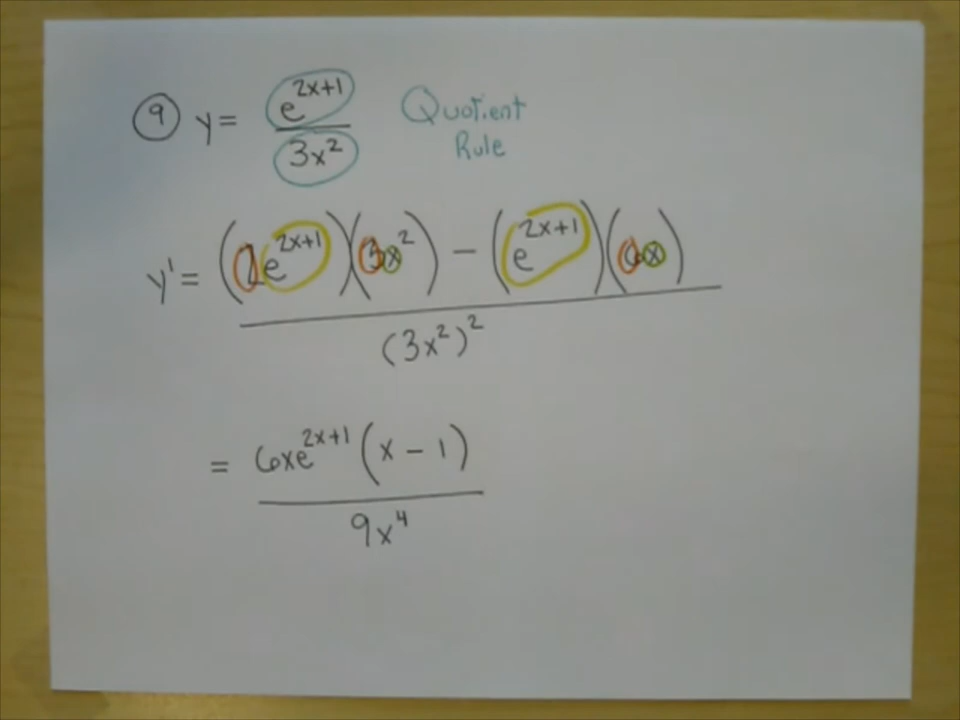 ⑨ y = e^(2x+1) / 3x² Quotient
Rule
y' = (2e^(2x+1))(3x²) − (e^(2x+1))(6x)
(3x²)²
= 6xe^(2x+1) (x − 1)
9x⁴